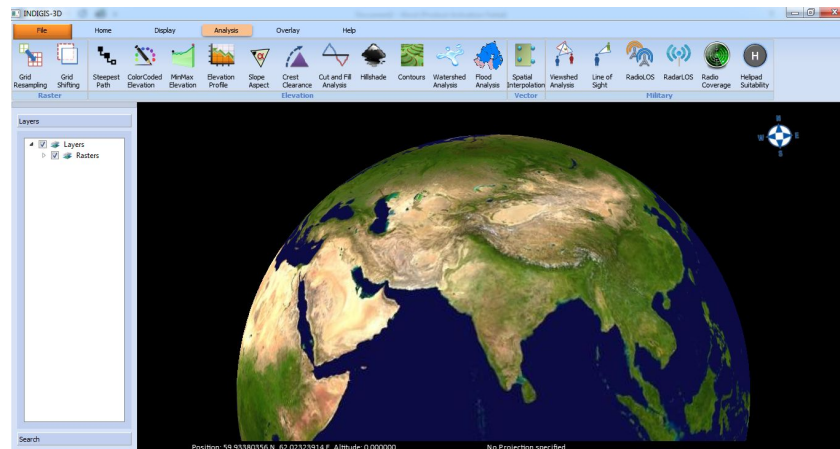 INDIGIS-3D
File Home Display Analysis Overlay Help
Grid Resampling
Grid Shifting
Steepest Path
ColorCoded Elevation
MinMax Elevation
Elevation Profile
Slope Aspect
Crest Clearance
Cut and Fill Analysis
Hillshade
Contours
Watershed Analysis
Flood Analysis
Spatial Interpolation
Viewshed Analysis
Line of Sight
RadioLOS
RadarLOS
Radio Coverage
Helipad Suitability
Raster Elevation Vector Military
Layers
Layers
Rasters
N
W E
S
α
H
Search
Position: 59.93380356 N, 62.02323914 E, Altitude: 0.000000, No Projection specified